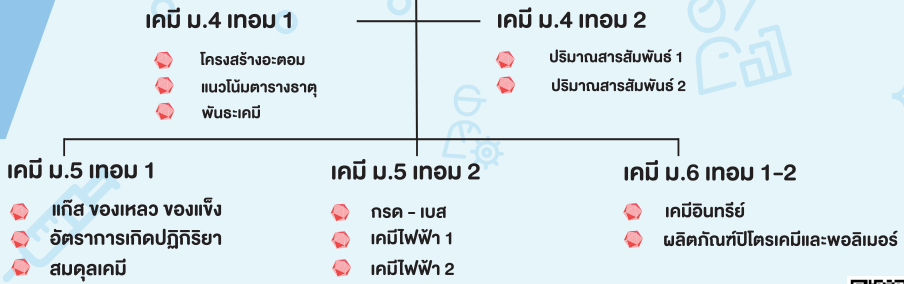 เคมี ม.4 เทอม 1
โครงสร้างอะตอม
แนวโน้มตารางธาตุ
พันธะเคมี
เคมี ม.4 เทอม 2
ปริมาณสารสัมพันธ์ 1
ปริมาณสารสัมพันธ์ 2
เคมี ม.5 เทอม 1
แก๊ส ของเหลว ของแข็ง
อัตราการเกิดปฏิกิริยา
สมดุลเคมี
เคมี ม.5 เทอม 2
กรด - เบส
เคมีไฟฟ้า 1
เคมีไฟฟ้า 2
เคมี ม.6 เทอม 1-2
เคมีอินทรีย์
ผลิตภัณฑ์ปิโตรเคมีและพอลิเมอร์